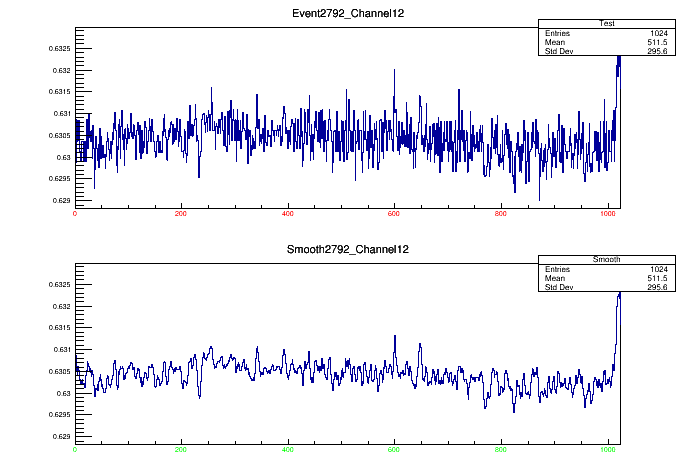 Event2792_Channel12
Test
Entries 1024
Mean 511.5
Std Dev 295.6
0.6325
0.632
0.6315
0.631
0.6305
0.63
0.6295
0.629
0 200 400 600 800 1000
Smooth2792_Channel12
Smooth
Entries 1024
Mean 511.5
Std Dev 295.6
0.6325
0.632
0.6315
0.631
0.6305
0.63
0.6295
0.629
0 200 400 600 800 1000